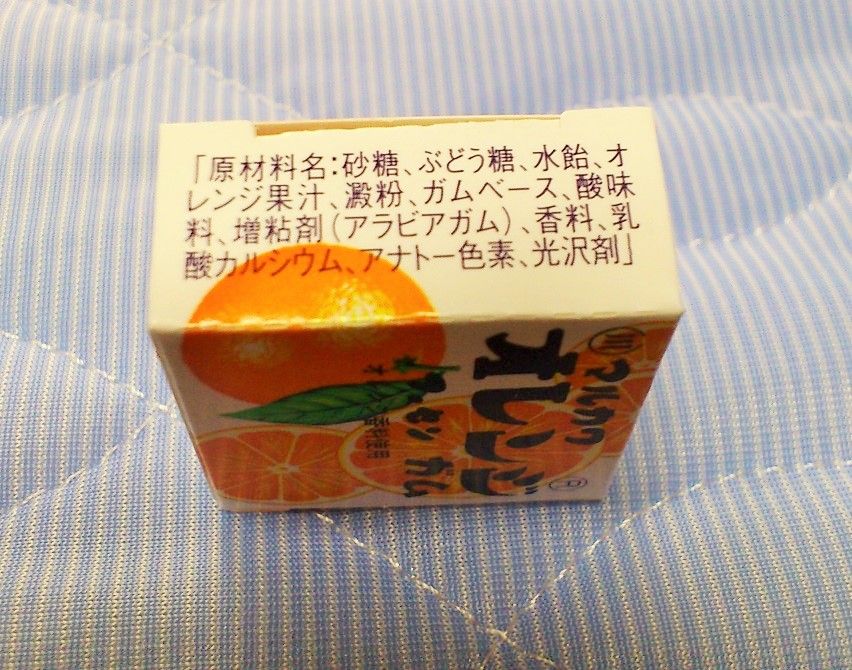 「原材料名:砂糖、ぶどう糖、水飴、オ
レンジ果汁、澱粉、ガムベース、酸味
料、増粘剤(アラビアガム)、香料、乳
酸カルシウム、アナトー色素、光沢剤」
マルカワ
オレンジ
ガム